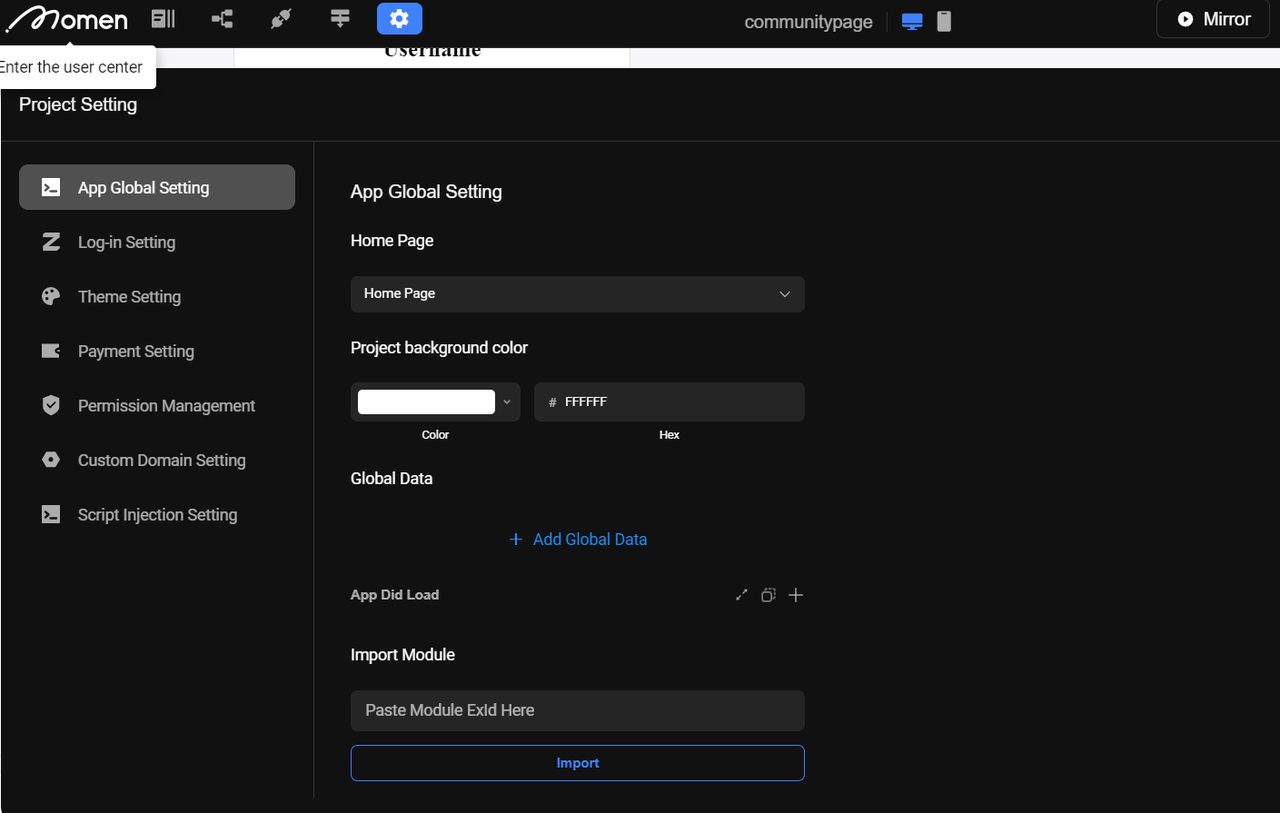 Momen
communitypage
Mirror
Username
Enter the user center
Project Setting
App Global Setting
Log-in Setting
Theme Setting
Payment Setting
Permission Management
Custom Domain Setting
Script Injection Setting
App Global Setting
Home Page
Home Page
Project background color
# FFFFFF
Color
Hex
Global Data
+ Add Global Data
App Did Load
Import Module
Paste Module ExId Here
Import